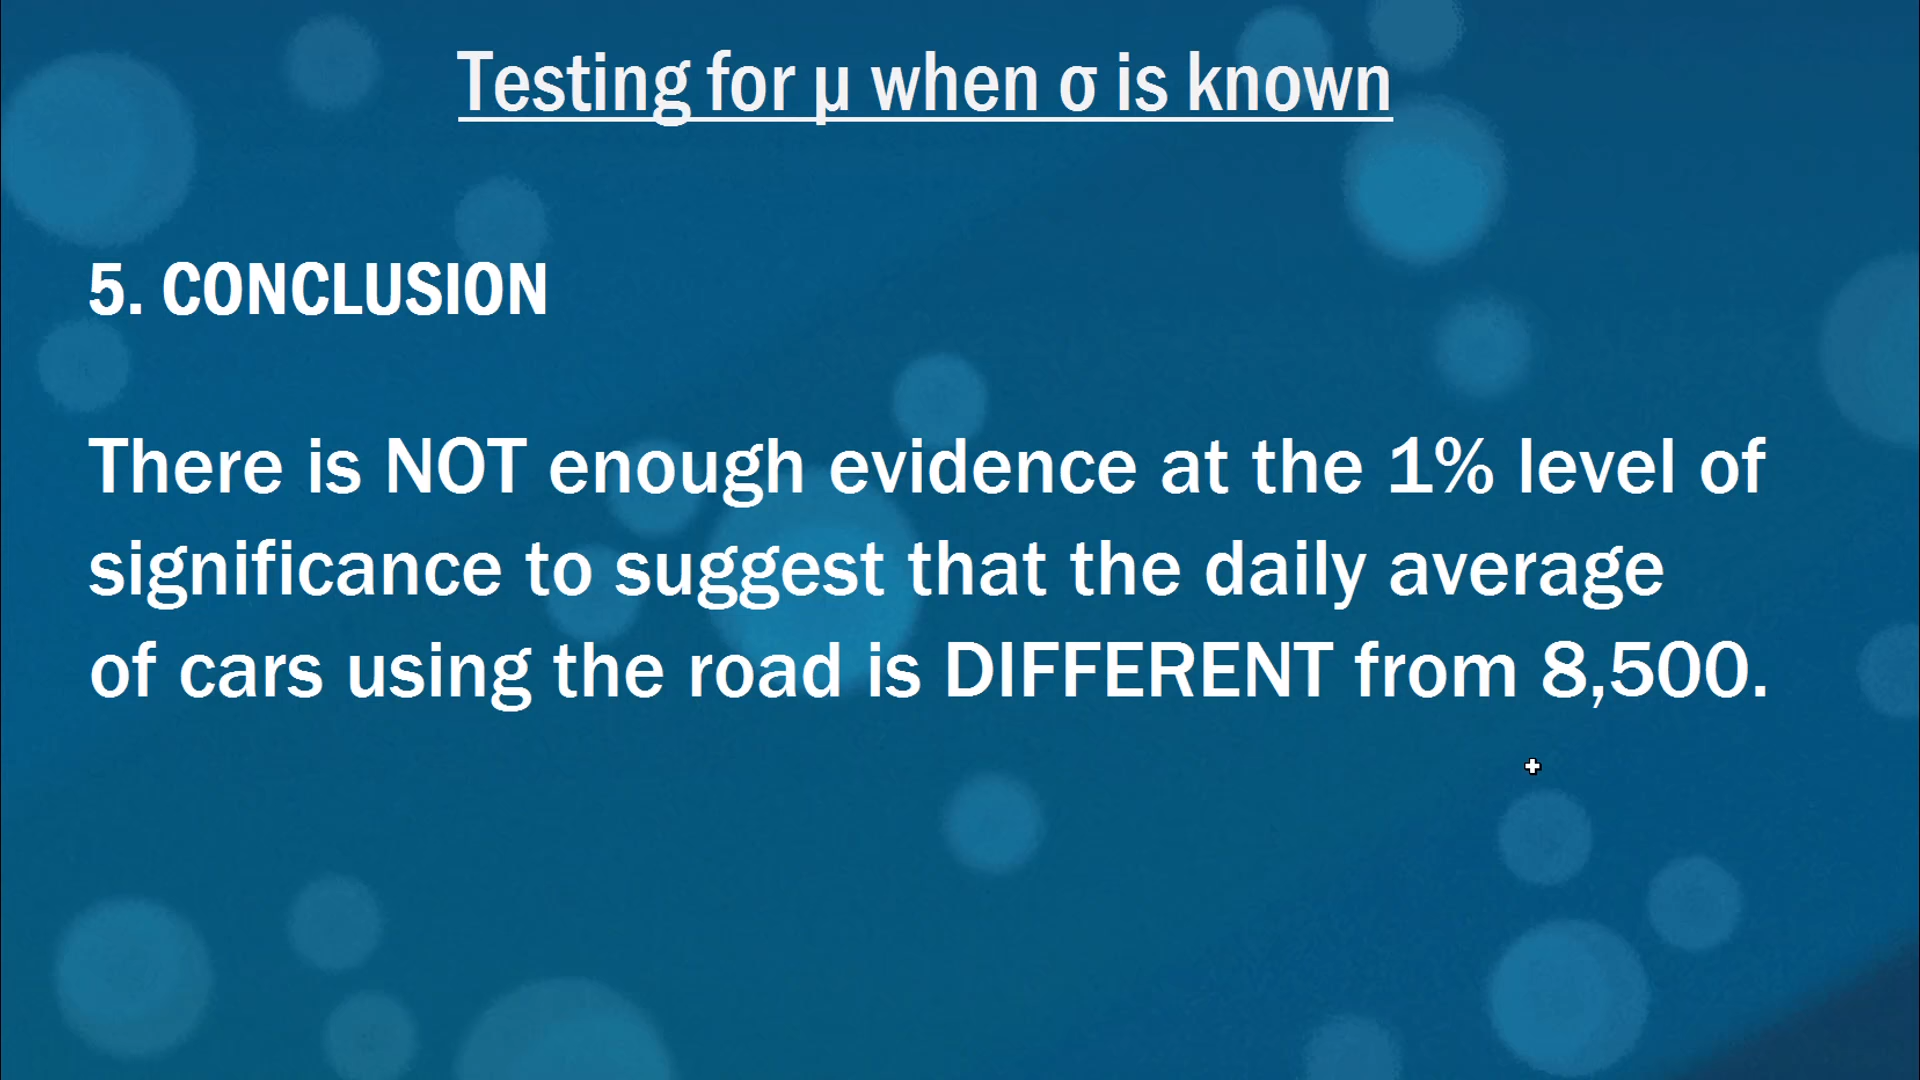 Testing for µ when σ is known
5. CONCLUSION
There is NOT enough evidence at the 1% level of
significance to suggest that the daily average
of cars using the road is DIFFERENT from 8,500.